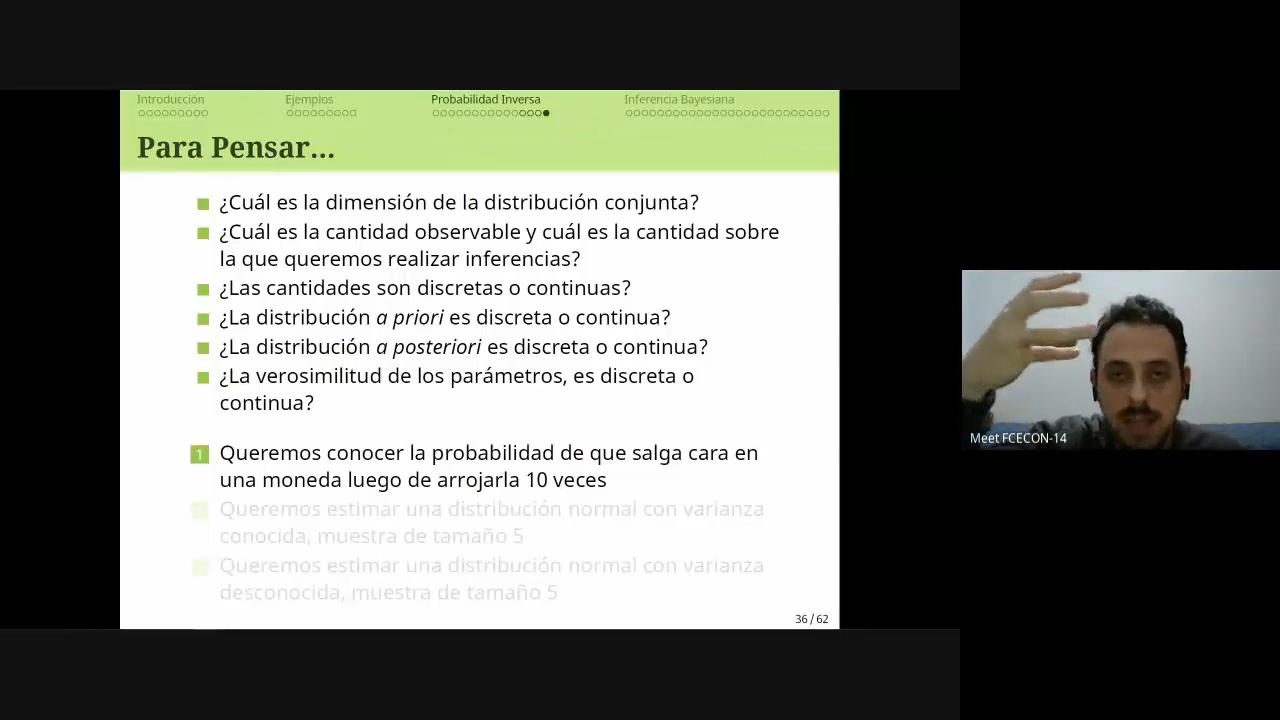 Introducción Ejemplos Probabilidad Inversa Inferencia Bayesiana
Para Pensar...
¿Cuál es la dimensión de la distribución conjunta?
¿Cuál es la cantidad observable y cuál es la cantidad sobre
la que queremos realizar inferencias?
¿Las cantidades son discretas o continuas?
¿La distribución a priori es discreta o continua?
¿La distribución a posteriori es discreta o continua?
¿La verosimilitud de los parámetros, es discreta o
continua?
1 Queremos conocer la probabilidad de que salga cara en
una moneda luego de arrojarla 10 veces
Queremos estimar una distribución normal con varianza
conocida, muestra de tamaño 5
Queremos estimar una distribución normal con varianza
desconocida, muestra de tamaño 5
36 / 62
Meet FCECON-14